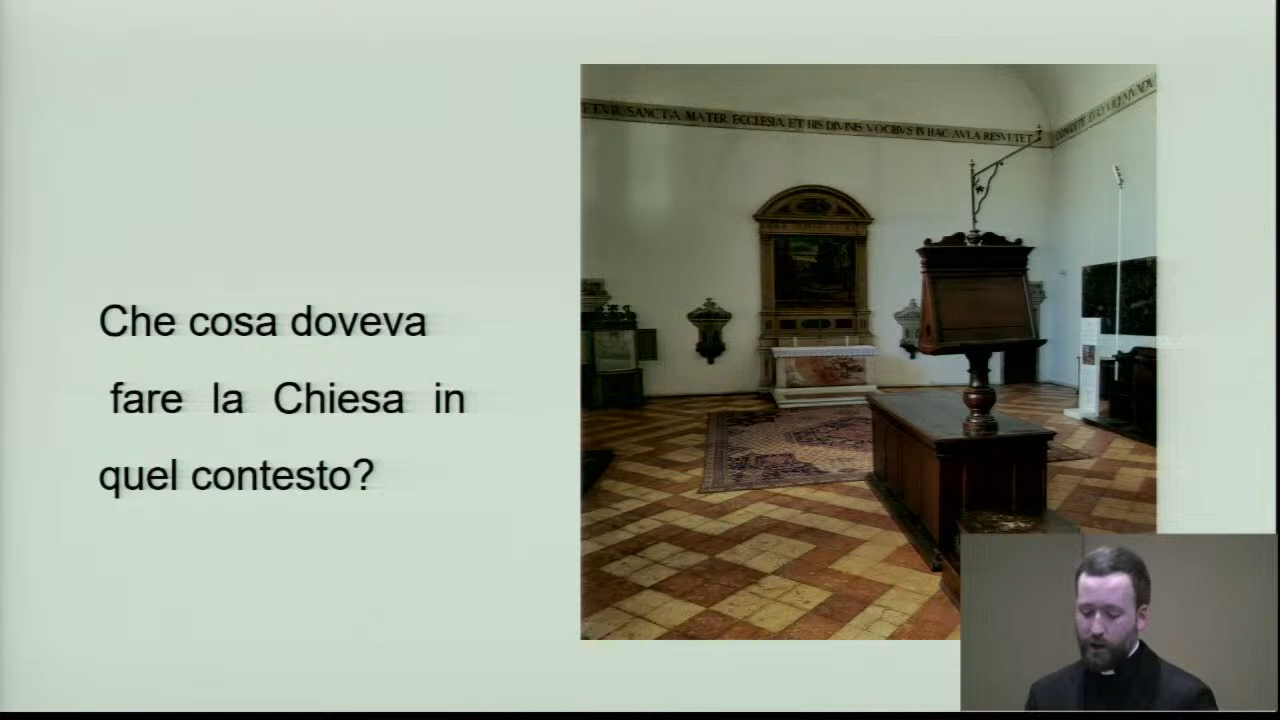 Che cosa doveva
fare la Chiesa in
quel contesto?
SANCTA MATER ECCLESIA ET HIS DIVINIS VOCIBVS IN HAC AVLA RESVLTET